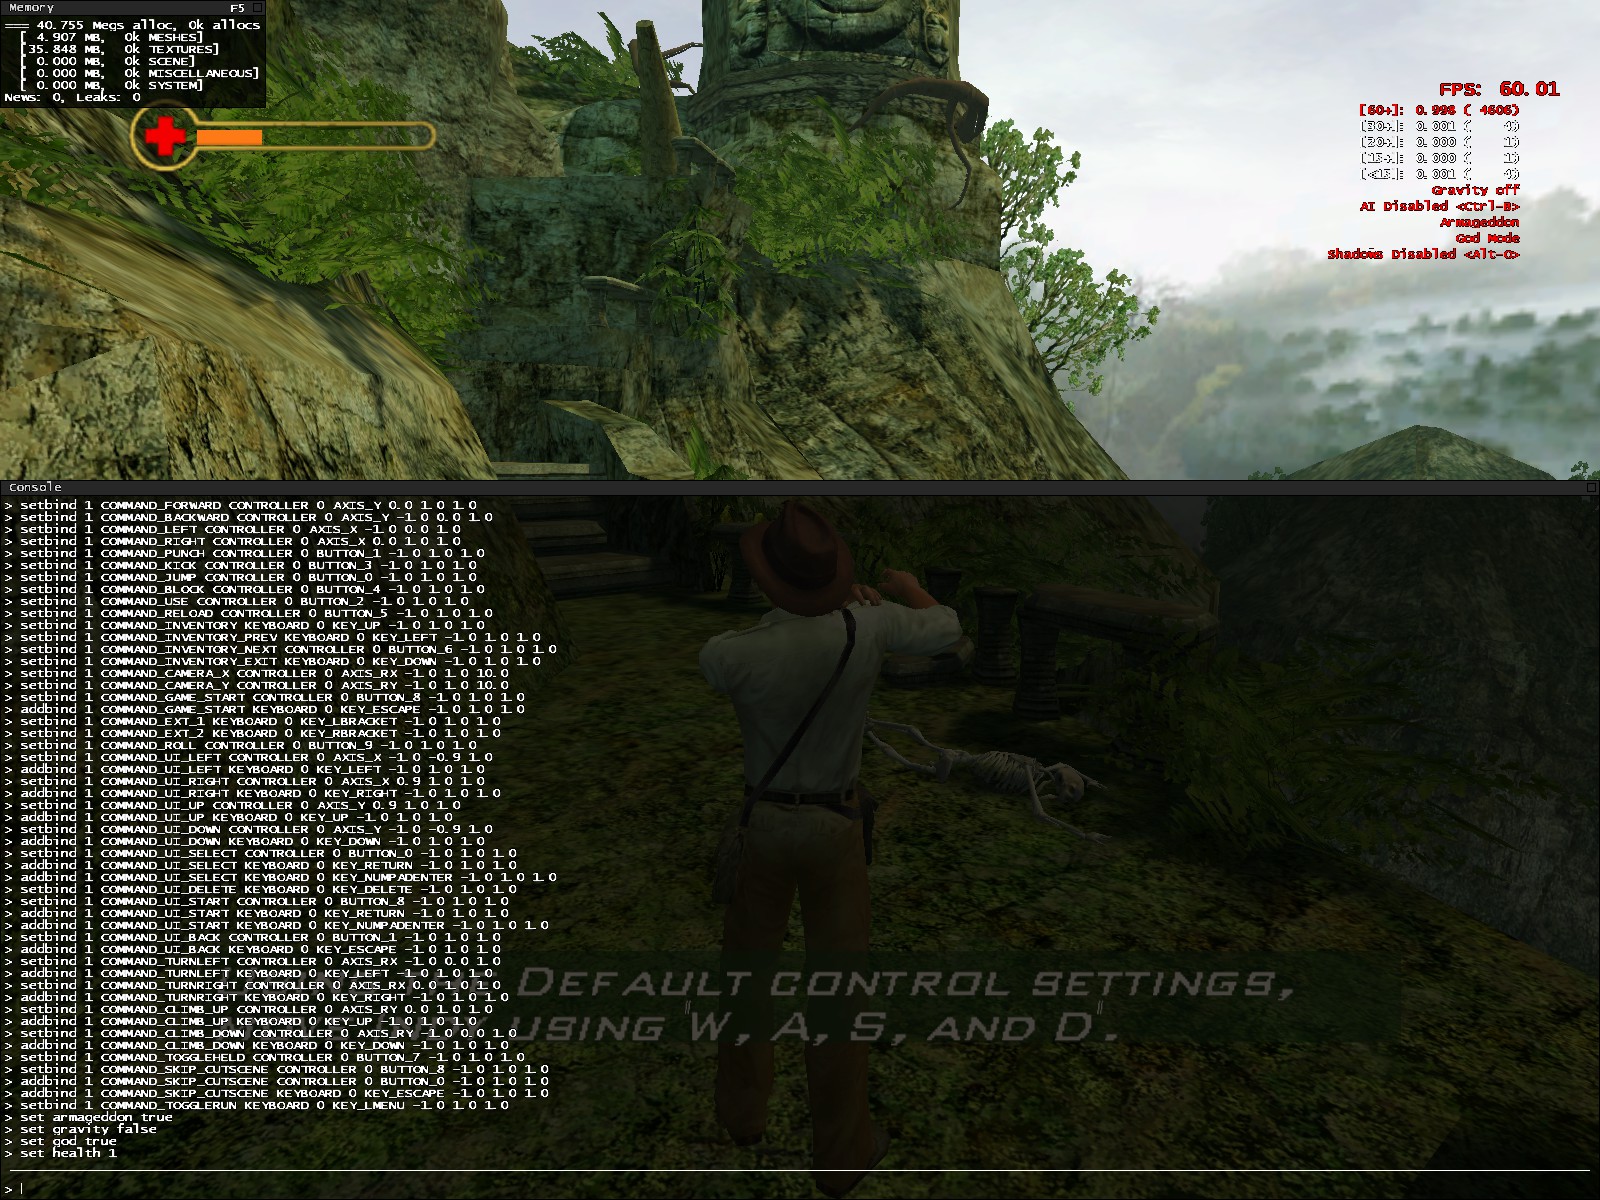 Memory F5
=== 40.755 Megs alloc, 0k allocs
[ 4.907 MB, 0k MESHES]
[35.848 MB, 0k TEXTURES]
[ 0.000 MB, 0k SCENE]
[ 0.000 MB, 0k MISCELLANEOUS]
[ 0.000 MB, 0k SYSTEM]
News: 0, Leaks: 0
FPS: 60.01
[60+]: 0.998 ( 4606)
[30+]: 0.001 ( 4)
[20+]: 0.000 ( 1)
[15+]: 0.000 ( 1)
[<15]: 0.001 ( 4)
Gravity off
AI Disabled <Ctrl-B>
Armageddon
God Mode
Shadows Disabled <Alt-O>
Console
> setbind 1 COMMAND_FORWARD CONTROLLER 0 AXIS_Y 0.0 1.0 1.0
> setbind 1 COMMAND_BACKWARD CONTROLLER 0 AXIS_Y -1.0 0.0 1.0
> setbind 1 COMMAND_LEFT CONTROLLER 0 AXIS_X -1.0 0.0 1.0
> setbind 1 COMMAND_RIGHT CONTROLLER 0 AXIS_X 0.0 1.0 1.0
> setbind 1 COMMAND_PUNCH CONTROLLER 0 BUTTON_1 -1.0 1.0 1.0
> setbind 1 COMMAND_KICK CONTROLLER 0 BUTTON_3 -1.0 1.0 1.0
> setbind 1 COMMAND_JUMP CONTROLLER 0 BUTTON_0 -1.0 1.0 1.0
> setbind 1 COMMAND_BLOCK CONTROLLER 0 BUTTON_4 -1.0 1.0 1.0
> setbind 1 COMMAND_USE CONTROLLER 0 BUTTON_2 -1.0 1.0 1.0
> setbind 1 COMMAND_RELOAD CONTROLLER 0 BUTTON_5 -1.0 1.0 1.0
> setbind 1 COMMAND_INVENTORY KEYBOARD 0 KEY_UP -1.0 1.0 1.0
> setbind 1 COMMAND_INVENTORY_PREV KEYBOARD 0 KEY_LEFT -1.0 1.0 1.0
> setbind 1 COMMAND_INVENTORY_NEXT CONTROLLER 0 BUTTON_6 -1.0 1.0 1.0
> setbind 1 COMMAND_INVENTORY_EXIT KEYBOARD 0 KEY_DOWN -1.0 1.0 1.0
> setbind 1 COMMAND_CAMERA_X CONTROLLER 0 AXIS_RX -1.0 1.0 10.0
> setbind 1 COMMAND_CAMERA_Y CONTROLLER 0 AXIS_RY -1.0 1.0 10.0
> setbind 1 COMMAND_GAME_START CONTROLLER 0 BUTTON_8 -1.0 1.0 1.0
> addbind 1 COMMAND_GAME_START KEYBOARD 0 KEY_ESCAPE -1.0 1.0 1.0
> setbind 1 COMMAND_EXT_1 KEYBOARD 0 KEY_LBRACKET -1.0 1.0 1.0
> setbind 1 COMMAND_EXT_2 KEYBOARD 0 KEY_RBRACKET -1.0 1.0 1.0
> setbind 1 COMMAND_ROLL CONTROLLER 0 BUTTON_9 -1.0 1.0 1.0
> setbind 1 COMMAND_UI_LEFT CONTROLLER 0 AXIS_X -1.0 -0.9 1.0
> addbind 1 COMMAND_UI_LEFT KEYBOARD 0 KEY_LEFT -1.0 1.0 1.0
> setbind 1 COMMAND_UI_RIGHT CONTROLLER 0 AXIS_X 0.9 1.0 1.0
> addbind 1 COMMAND_UI_RIGHT KEYBOARD 0 KEY_RIGHT -1.0 1.0 1.0
> setbind 1 COMMAND_UI_UP CONTROLLER 0 AXIS_Y 0.9 1.0 1.0
> addbind 1 COMMAND_UI_UP KEYBOARD 0 KEY_UP -1.0 1.0 1.0
> setbind 1 COMMAND_UI_DOWN CONTROLLER 0 AXIS_Y -1.0 -0.9 1.0
> addbind 1 COMMAND_UI_DOWN KEYBOARD 0 KEY_DOWN -1.0 1.0 1.0
> setbind 1 COMMAND_UI_SELECT CONTROLLER 0 BUTTON_0 -1.0 1.0 1.0
> addbind 1 COMMAND_UI_SELECT KEYBOARD 0 KEY_RETURN -1.0 1.0 1.0
> addbind 1 COMMAND_UI_SELECT KEYBOARD 0 KEY_NUMPADENTER -1.0 1.0 1.0
> setbind 1 COMMAND_UI_DELETE KEYBOARD 0 KEY_DELETE -1.0 1.0 1.0
> setbind 1 COMMAND_UI_START CONTROLLER 0 BUTTON_8 -1.0 1.0 1.0
> addbind 1 COMMAND_UI_START KEYBOARD 0 KEY_RETURN -1.0 1.0 1.0
> addbind 1 COMMAND_UI_START KEYBOARD 0 KEY_NUMPADENTER -1.0 1.0 1.0
> setbind 1 COMMAND_UI_BACK CONTROLLER 0 BUTTON_1 -1.0 1.0 1.0
> addbind 1 COMMAND_UI_BACK KEYBOARD 0 KEY_ESCAPE -1.0 1.0 1.0
> setbind 1 COMMAND_TURNLEFT CONTROLLER 0 AXIS_RX -1.0 0.0 1.0
> addbind 1 COMMAND_TURNLEFT KEYBOARD 0 KEY_LEFT -1.0 1.0 1.0
> setbind 1 COMMAND_TURNRIGHT CONTROLLER 0 AXIS_RX 0.0 1.0 1.0
> addbind 1 COMMAND_TURNRIGHT KEYBOARD 0 KEY_RIGHT -1.0 1.0 1.0
> setbind 1 COMMAND_CLIMB_UP CONTROLLER 0 AXIS_RY 0.0 1.0 1.0
> addbind 1 COMMAND_CLIMB_UP KEYBOARD 0 KEY_UP -1.0 1.0 1.0
> setbind 1 COMMAND_CLIMB_DOWN CONTROLLER 0 AXIS_RY -1.0 0.0 1.0
> addbind 1 COMMAND_CLIMB_DOWN KEYBOARD 0 KEY_DOWN -1.0 1.0 1.0
> setbind 1 COMMAND_TOGGLEHELD CONTROLLER 0 BUTTON_7 -1.0 1.0 1.0
> setbind 1 COMMAND_SKIP_CUTSCENE CONTROLLER 0 BUTTON_8 -1.0 1.0 1.0
> addbind 1 COMMAND_SKIP_CUTSCENE CONTROLLER 0 BUTTON_0 -1.0 1.0 1.0
> addbind 1 COMMAND_SKIP_CUTSCENE KEYBOARD 0 KEY_ESCAPE -1.0 1.0 1.0
> setbind 1 COMMAND_TOGGLERUN KEYBOARD 0 KEY_LMENU -1.0 1.0 1.0
> set armageddon true
> set gravity false
> set god true
> set health 1
>
DEFAULT CONTROL SETTINGS,
USING W, A, S, AND D.